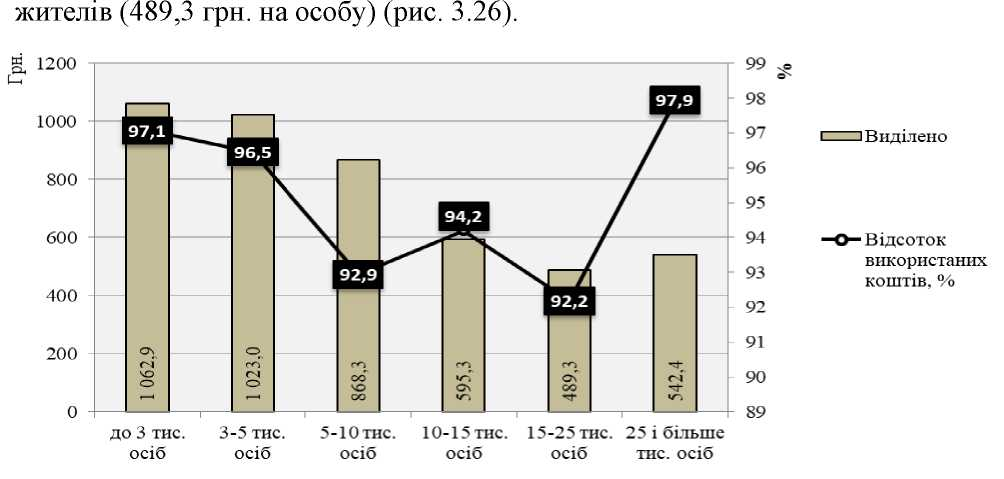 жителів (489,3 грн. на особу) (рис. 3.26).
Грн.
1200
1000
800
600
400
200
0
99
98
97
96
95
94
93
92
91
90
89
%
97,1
96,5
92,9
94,2
92,2
97,9
1 062,9
1 023,0
868,3
595,3
489,3
542,4
до 3 тис.
осіб
3-5 тис.
осіб
5-10 тис.
осіб
10-15 тис.
осіб
15-25 тис.
осіб
25 і більше
тис. осіб
Виділено
Відсоток
використаних
коштів, %